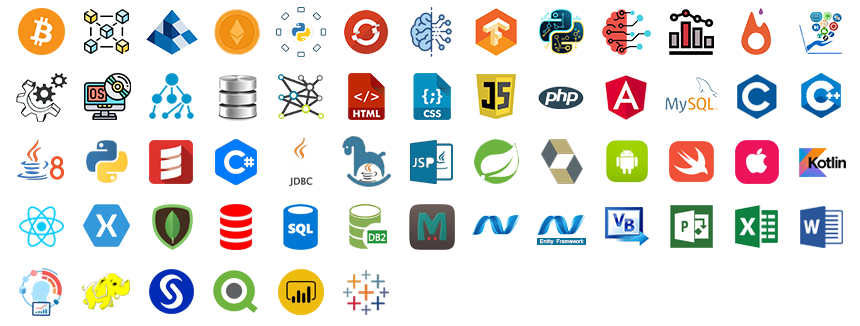 OS
</> HTML
{;} CSS
JS
php
A
MySQL
C
C++
8
C#
JDBC
JSP
Kotlin
X
SQL
DB2
M
Entity Framework
VB
P
X
W
S